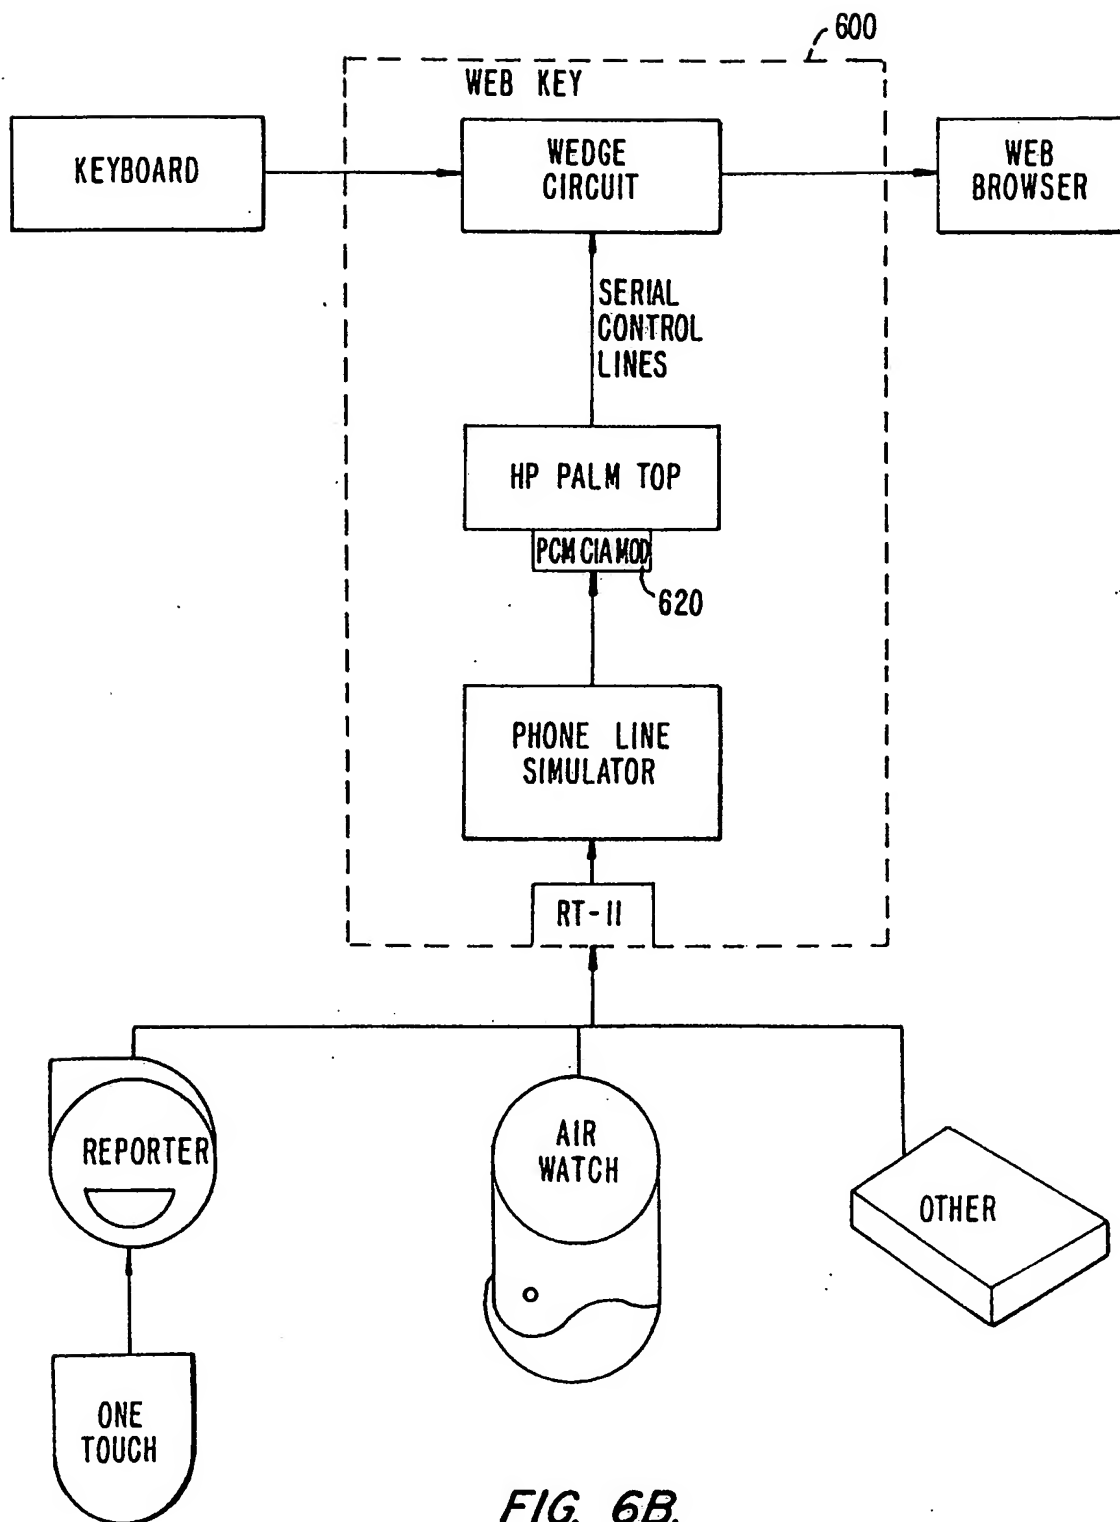 600
WEB KEY
KEYBOARD
WEDGE
CIRCUIT
WEB
BROWSER
SERIAL
CONTROL
LINES
HP PALM TOP
PCMCIA MOD
620
PHONE LINE
SIMULATOR
RT-11
REPORTER
AIR
WATCH
OTHER
ONE
TOUCH
FIG. 6B.